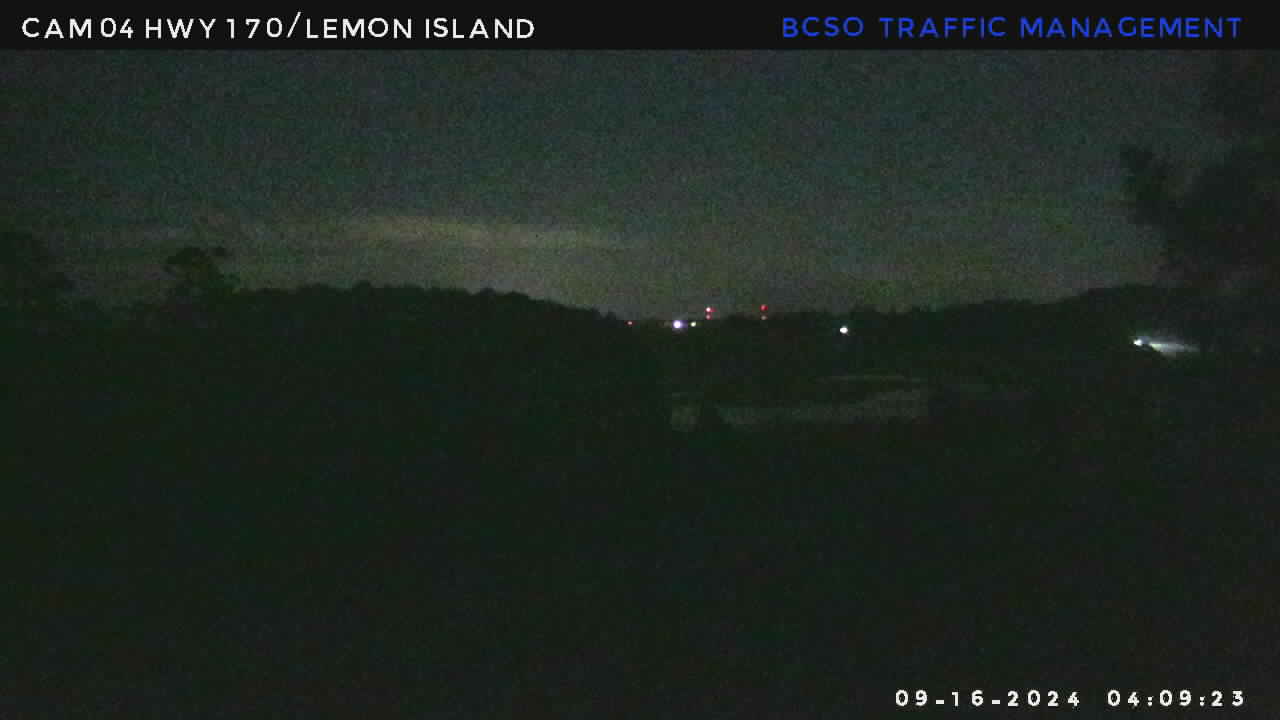 CAM 04 HWY 170/LEMON ISLAND
BCSO TRAFFIC MANAGEMENT
09-16-2024 04:09:23